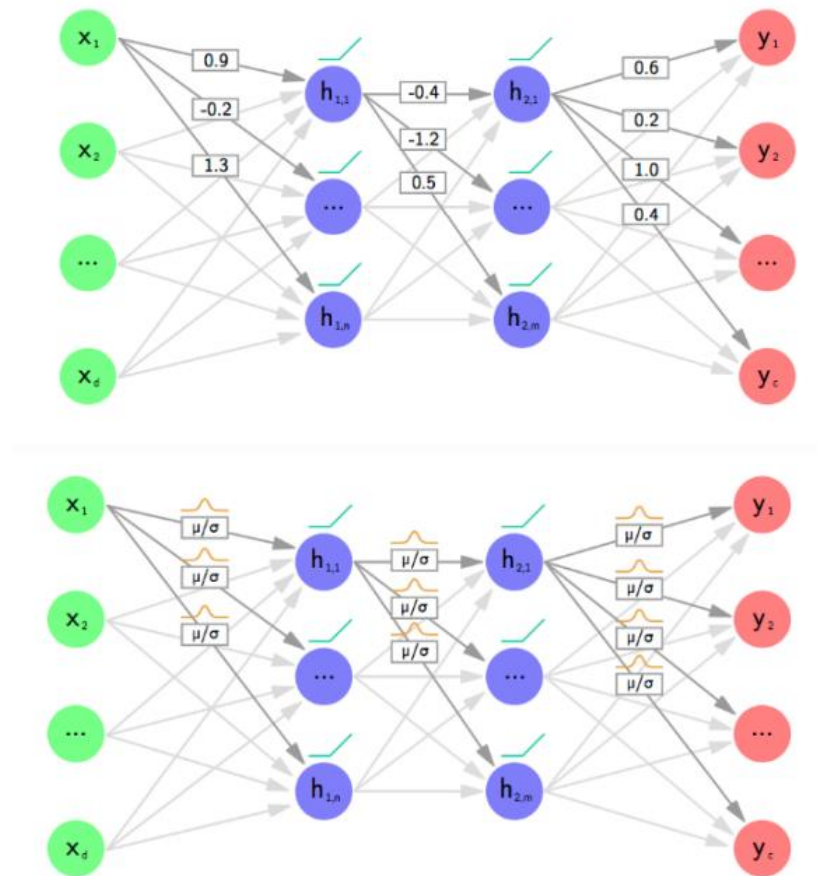 x₁
0.9
y₁
0.6
h₁,₁
-0.4
h₂,₁
-0.2
0.2
-1.2
x₂
y₂
1.3
1.0
0.5
...
...
0.4
...
...
h₁,n
h₂,m
x_d
y_c
x₁
μ/σ
y₁
μ/σ
h₁,₁
μ/σ
h₂,₁
μ/σ
μ/σ
μ/σ
x₂
y₂
μ/σ
μ/σ
μ/σ
...
...
μ/σ
...
...
h₁,n
h₂,m
x_d
y_c